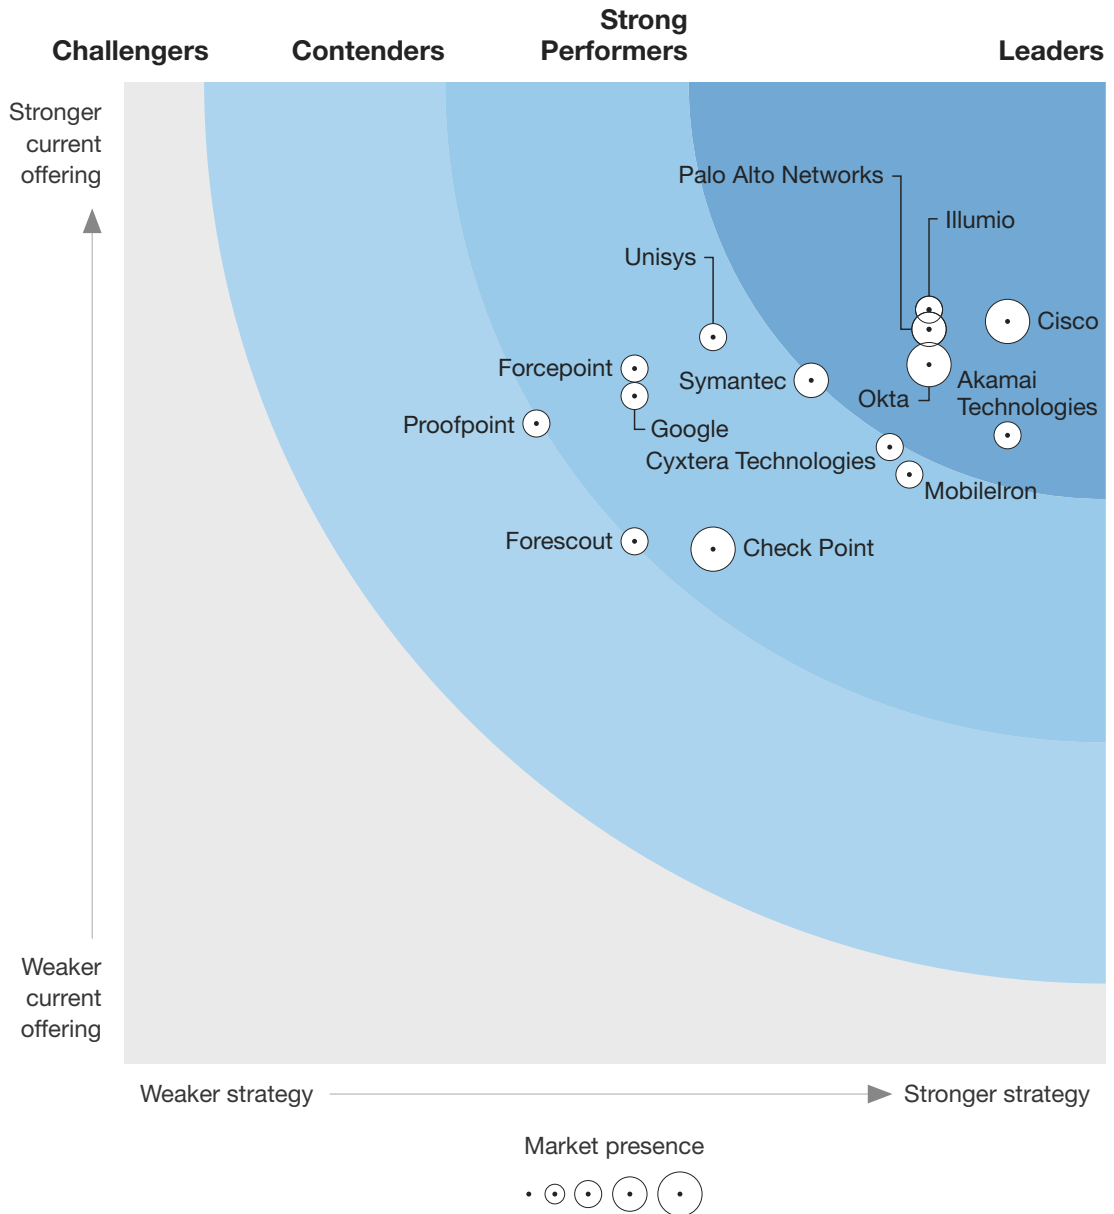 Challengers
Contenders
Strong
Performers
Leaders
Stronger
current
offering
Palo Alto Networks
Illumio
Unisys
Cisco
Forcepoint
Symantec
Okta
Akamai
Technologies
Proofpoint
Google
Cyxtera Technologies
MobileIron
Forescout
Check Point
Weaker
current
offering
Weaker strategy
Stronger strategy
Market presence